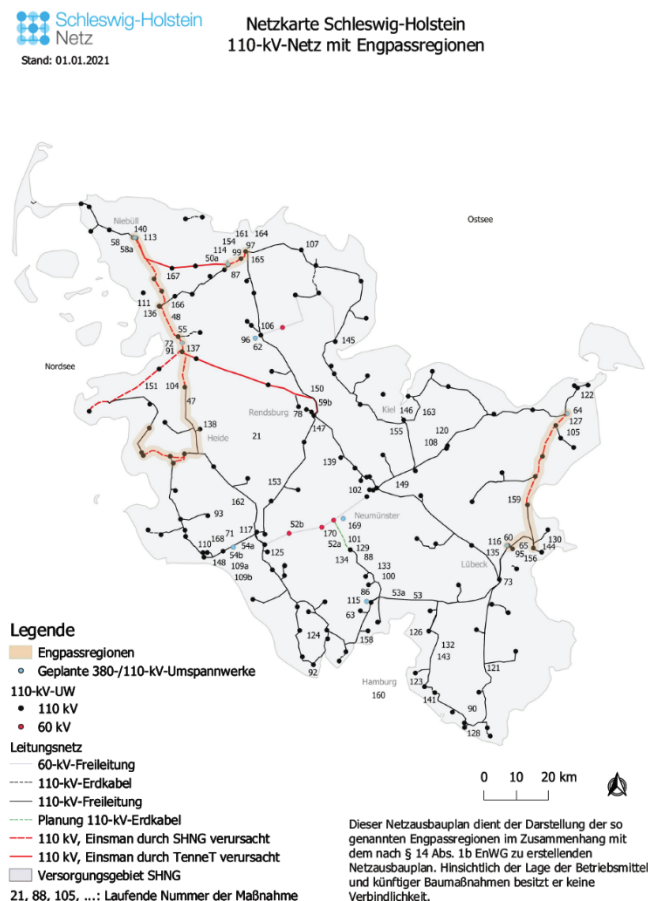 Schleswig-Holstein
Netz
Stand: 01.01.2021
Netzkarte Schleswig-Holstein
110-kV-Netz mit Engpassregionen
Ostsee
Nordsee
Niebüll
140
113
58
58a
161
164
154
114
97
99
50a
165
107
87
167
111
166
136
48
55
106
96
62
72
91
137
145
151
104
47
150
59b
78
Rendsburg
147
Kiel
146
163
155
120
108
122
64
127
105
138
Heide
21
139
102
149
159
153
162
93
168
71
110
117
54a
54b
148
109a
109b
125
52b
Neumünster
169
170
101
52a
129
134
88
133
100
86
115
63
53a
53
116
60
135
65
95
130
144
156
Lübeck
73
124
92
158
126
132
143
121
Hamburg
160
123
141
90
128
Legende
Engpassregionen
Geplante 380-/110-kV-Umspannwerke
110-kV-UW
110 kV
60 kV
Leitungsnetz
60-kV-Freileitung
110-kV-Erdkabel
110-kV-Freileitung
Planung 110-kV-Erdkabel
110 kV, Einsman durch SHNG verursacht
110 kV, Einsman durch TenneT verursacht
Versorgungsgebiet SHNG
21, 88, 105, ...: Laufende Nummer der Maßnahme
0 10 20 km
Dieser Netzausbauplan dient der Darstellung der so
genannten Engpassregionen im Zusammenhang mit
dem nach § 14 Abs. 1b EnWG zu erstellenden
Netzausbauplan. Hinsichtlich der Lage der Betriebsmittel
und künftiger Baumaßnahmen besitzt er keine
Verbindlichkeit.